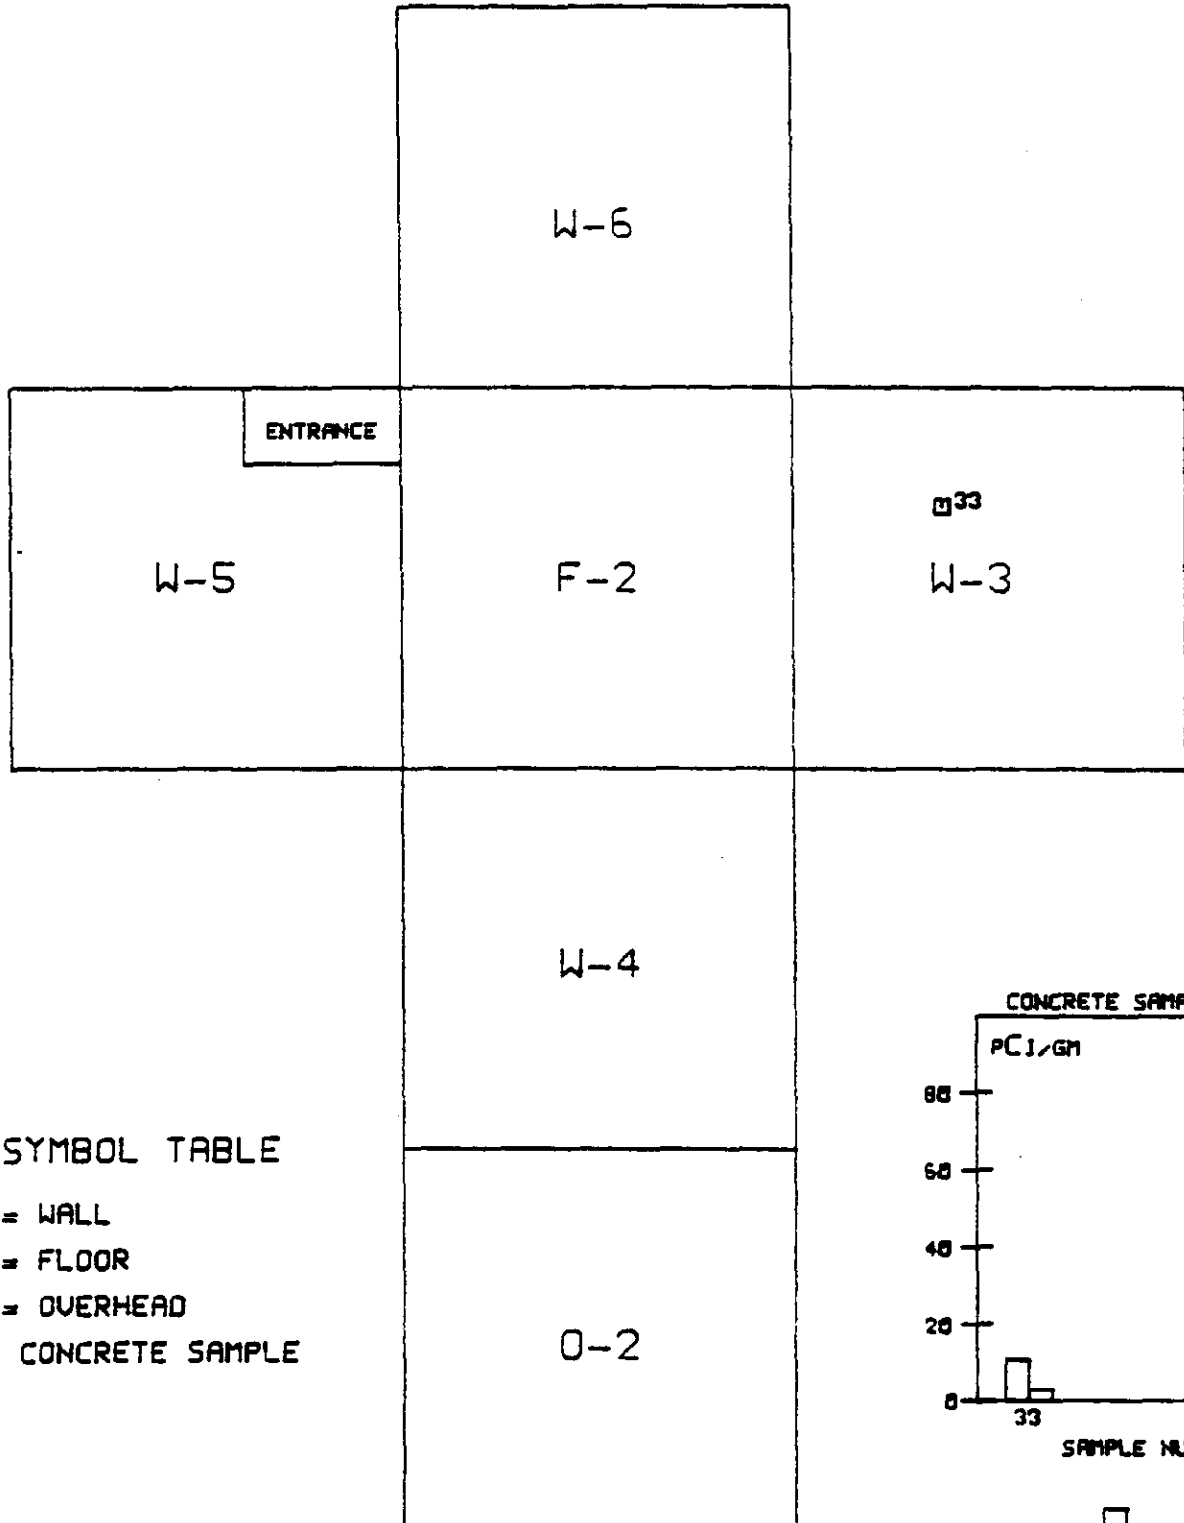 W-6
ENTRANCE
33
W-5
F-2
W-3
W-4
CONCRETE SAMP
PCI/GM
80
60
40
20
0
33
SAMPLE NU
SYMBOL TABLE
= WALL
= FLOOR
= OVERHEAD
CONCRETE SAMPLE
O-2